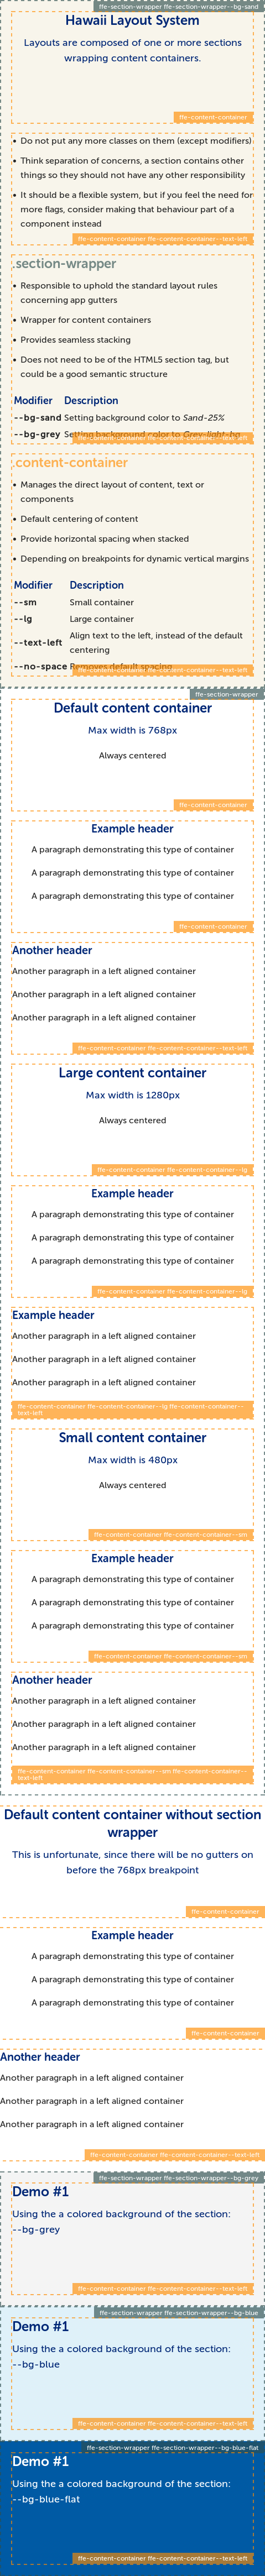 ffe-section-wrapper ffe-section-wrapper--bg-sand
Hawaii Layout System
Layouts are composed of one or more sections
wrapping content containers.
ffe-content-container
• Do not put any more classes on them (except modifiers)
• Think separation of concerns, a section contains other
things so they should not have any other responsibility
• It should be a flexible system, but if you feel the need for
more flags, consider making that behaviour part of a
component instead
ffe-content-container ffe-content-container--text-left
.section-wrapper
• Responsible to uphold the standard layout rules
concerning app gutters
• Wrapper for content containers
• Provides seamless stacking
• Does not need to be of the HTML5 section tag, but
could be a good semantic structure
Modifier Description
--bg-sand Setting background color to Sand-25%
--bg-grey Setting background color to Grey-light-bg
ffe-content-container ffe-content-container--text-left
.content-container
• Manages the direct layout of content, text or
components
• Default centering of content
• Provide horizontal spacing when stacked
• Depending on breakpoints for dynamic vertical margins
Modifier Description
--sm Small container
--lg Large container
--text-left Align text to the left, instead of the default
centering
--no-space Removes default spacing
ffe-content-container ffe-content-container--text-left
ffe-section-wrapper
Default content container
Max width is 768px
Always centered
ffe-content-container
Example header
A paragraph demonstrating this type of container
A paragraph demonstrating this type of container
A paragraph demonstrating this type of container
ffe-content-container
Another header
Another paragraph in a left aligned container
Another paragraph in a left aligned container
Another paragraph in a left aligned container
ffe-content-container ffe-content-container--text-left
Large content container
Max width is 1280px
Always centered
ffe-content-container ffe-content-container--lg
Example header
A paragraph demonstrating this type of container
A paragraph demonstrating this type of container
A paragraph demonstrating this type of container
ffe-content-container ffe-content-container--lg
Example header
Another paragraph in a left aligned container
Another paragraph in a left aligned container
Another paragraph in a left aligned container
ffe-content-container ffe-content-container--lg ffe-content-container--
text-left
Small content container
Max width is 480px
Always centered
ffe-content-container ffe-content-container--sm
Example header
A paragraph demonstrating this type of container
A paragraph demonstrating this type of container
A paragraph demonstrating this type of container
ffe-content-container ffe-content-container--sm
Another header
Another paragraph in a left aligned container
Another paragraph in a left aligned container
Another paragraph in a left aligned container
ffe-content-container ffe-content-container--sm ffe-content-container--
text-left
Default content container without section
wrapper
This is unfortunate, since there will be no gutters on
before the 768px breakpoint
ffe-content-container
Example header
A paragraph demonstrating this type of container
A paragraph demonstrating this type of container
A paragraph demonstrating this type of container
ffe-content-container
Another header
Another paragraph in a left aligned container
Another paragraph in a left aligned container
Another paragraph in a left aligned container
ffe-content-container ffe-content-container--text-left
ffe-section-wrapper ffe-section-wrapper--bg-grey
Demo #1
Using the a colored background of the section:
--bg-grey
ffe-content-container ffe-content-container--text-left
ffe-section-wrapper ffe-section-wrapper--bg-blue
Demo #1
Using the a colored background of the section:
--bg-blue
ffe-content-container ffe-content-container--text-left
ffe-section-wrapper ffe-section-wrapper--bg-blue-flat
Demo #1
Using the a colored background of the section:
--bg-blue-flat
ffe-content-container ffe-content-container--text-left